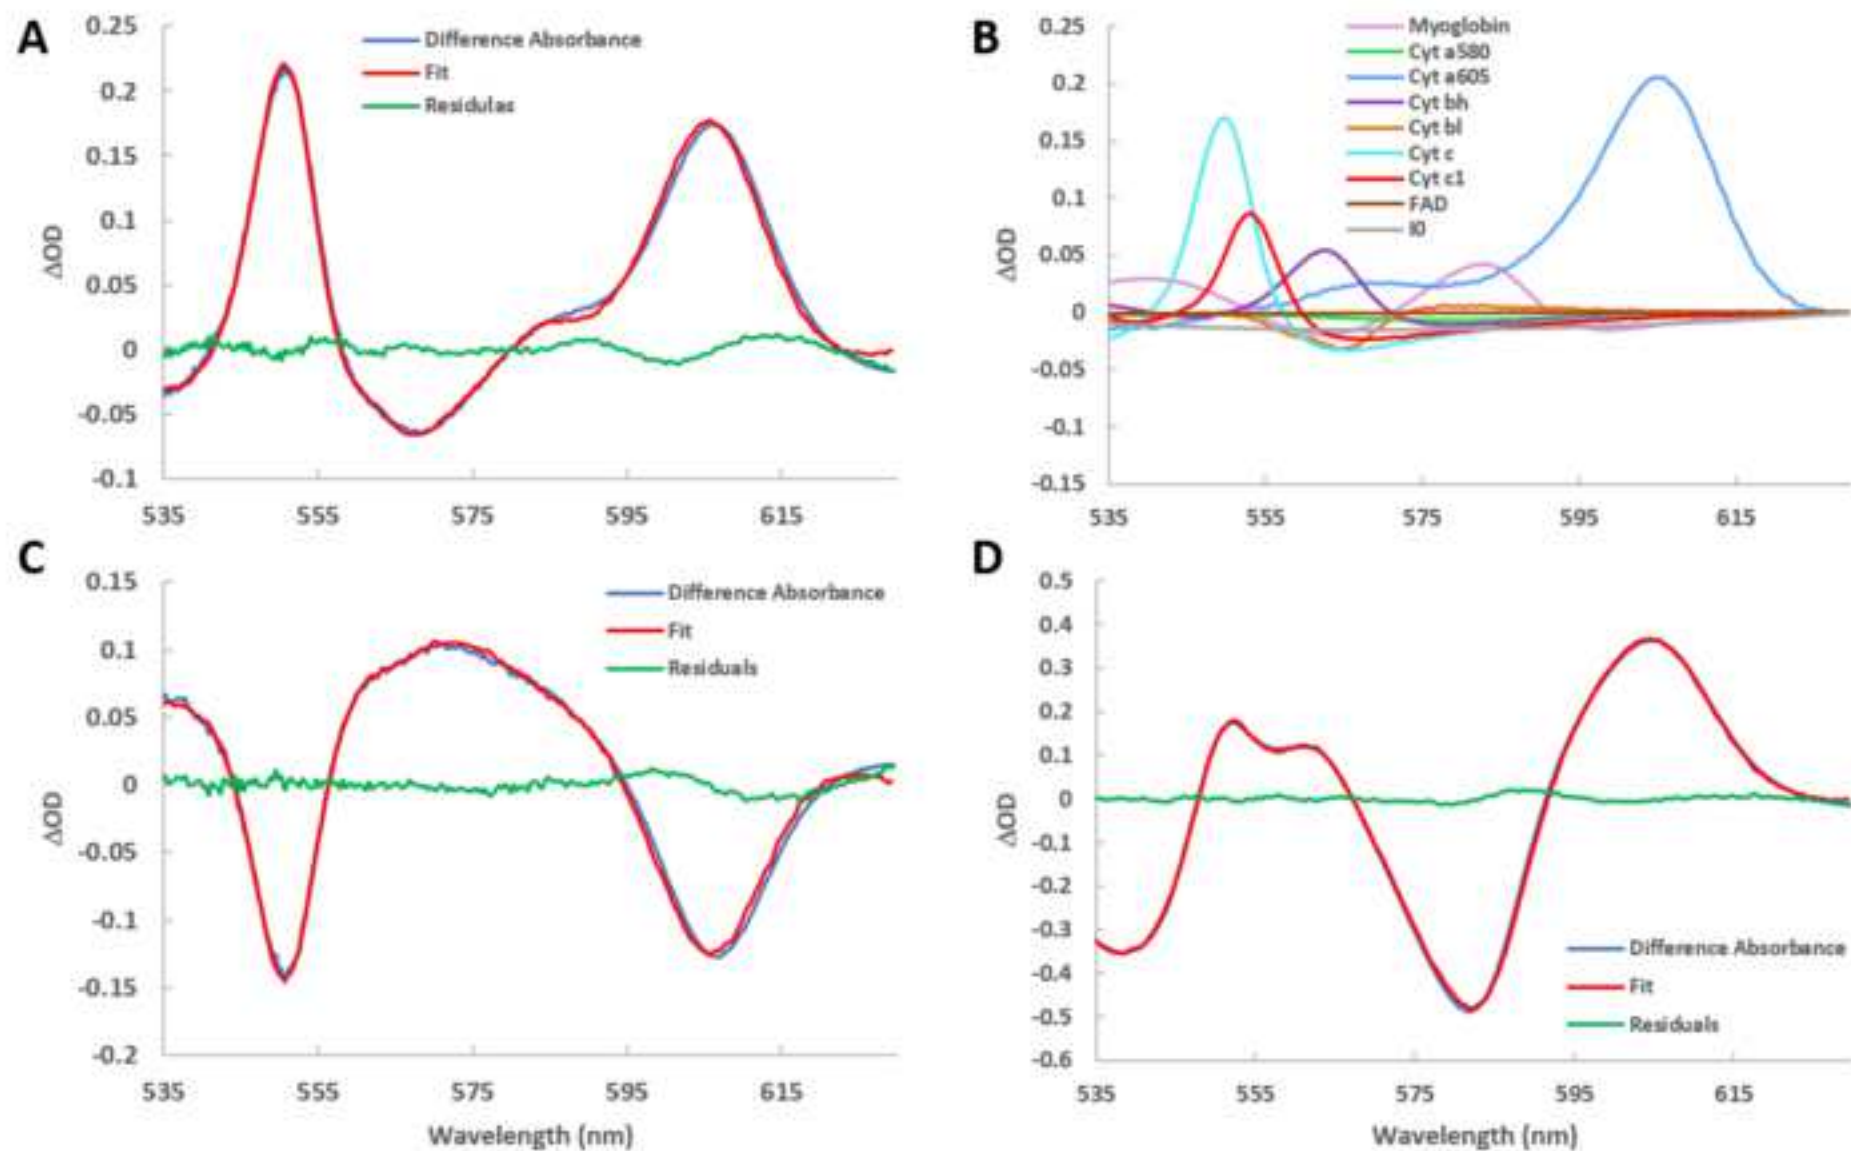 A
0.25
0.2
0.15
0.1
0.05
0
-0.05
-0.1
ΔOD
Difference Absorbance
Fit
Residulas
535 555 575 595 615
B
0.25
0.2
0.15
0.1
0.05
0
-0.05
-0.1
-0.15
ΔOD
Myoglobin
Cyt a580
Cyt a605
Cyt bh
Cyt bl
Cyt c
Cyt c1
FAD
I0
535 555 575 595 615
C
0.15
0.1
0.05
0
-0.05
-0.1
-0.15
-0.2
ΔOD
Difference Absorbance
Fit
Residuals
535 555 575 595 615
Wavelength (nm)
D
0.5
0.4
0.3
0.2
0.1
0
-0.1
-0.2
-0.3
-0.4
-0.5
-0.6
ΔOD
Difference Absorbance
Fit
Residuals
535 555 575 595 615
Wavelength (nm)